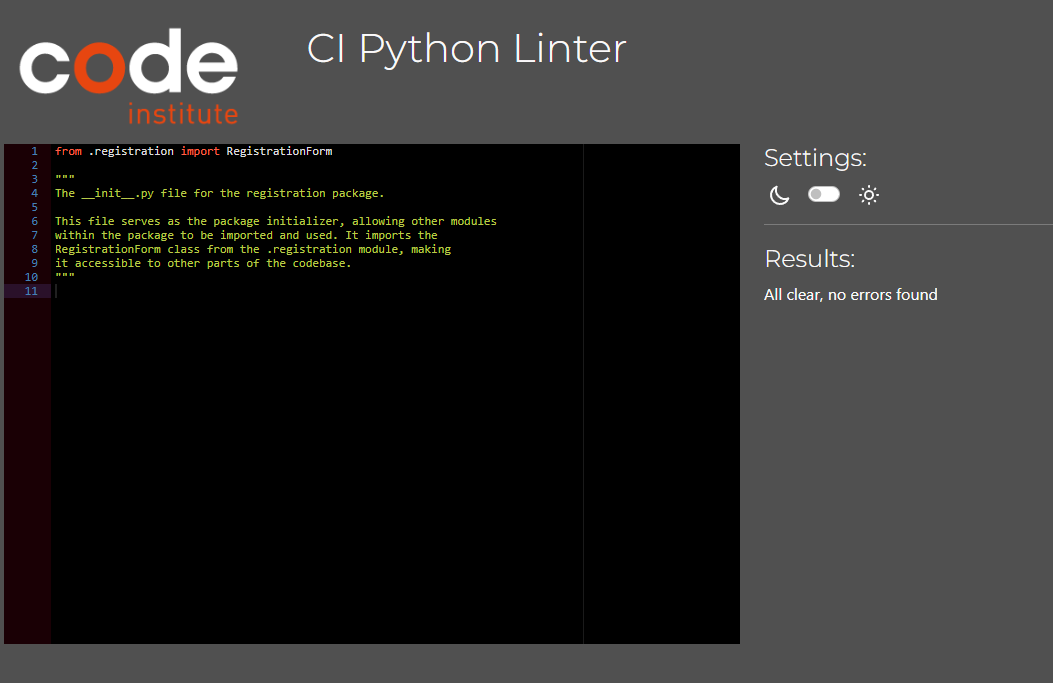 code
institute
CI Python Linter
1 from .registration import RegistrationForm
2
3 """
4 The __init__.py file for the registration package.
5
6 This file serves as the package initializer, allowing other modules
7 within the package to be imported and used. It imports the
8 RegistrationForm class from the .registration module, making
9 it accessible to other parts of the codebase.
10 """
11
Settings:
Results:
All clear, no errors found